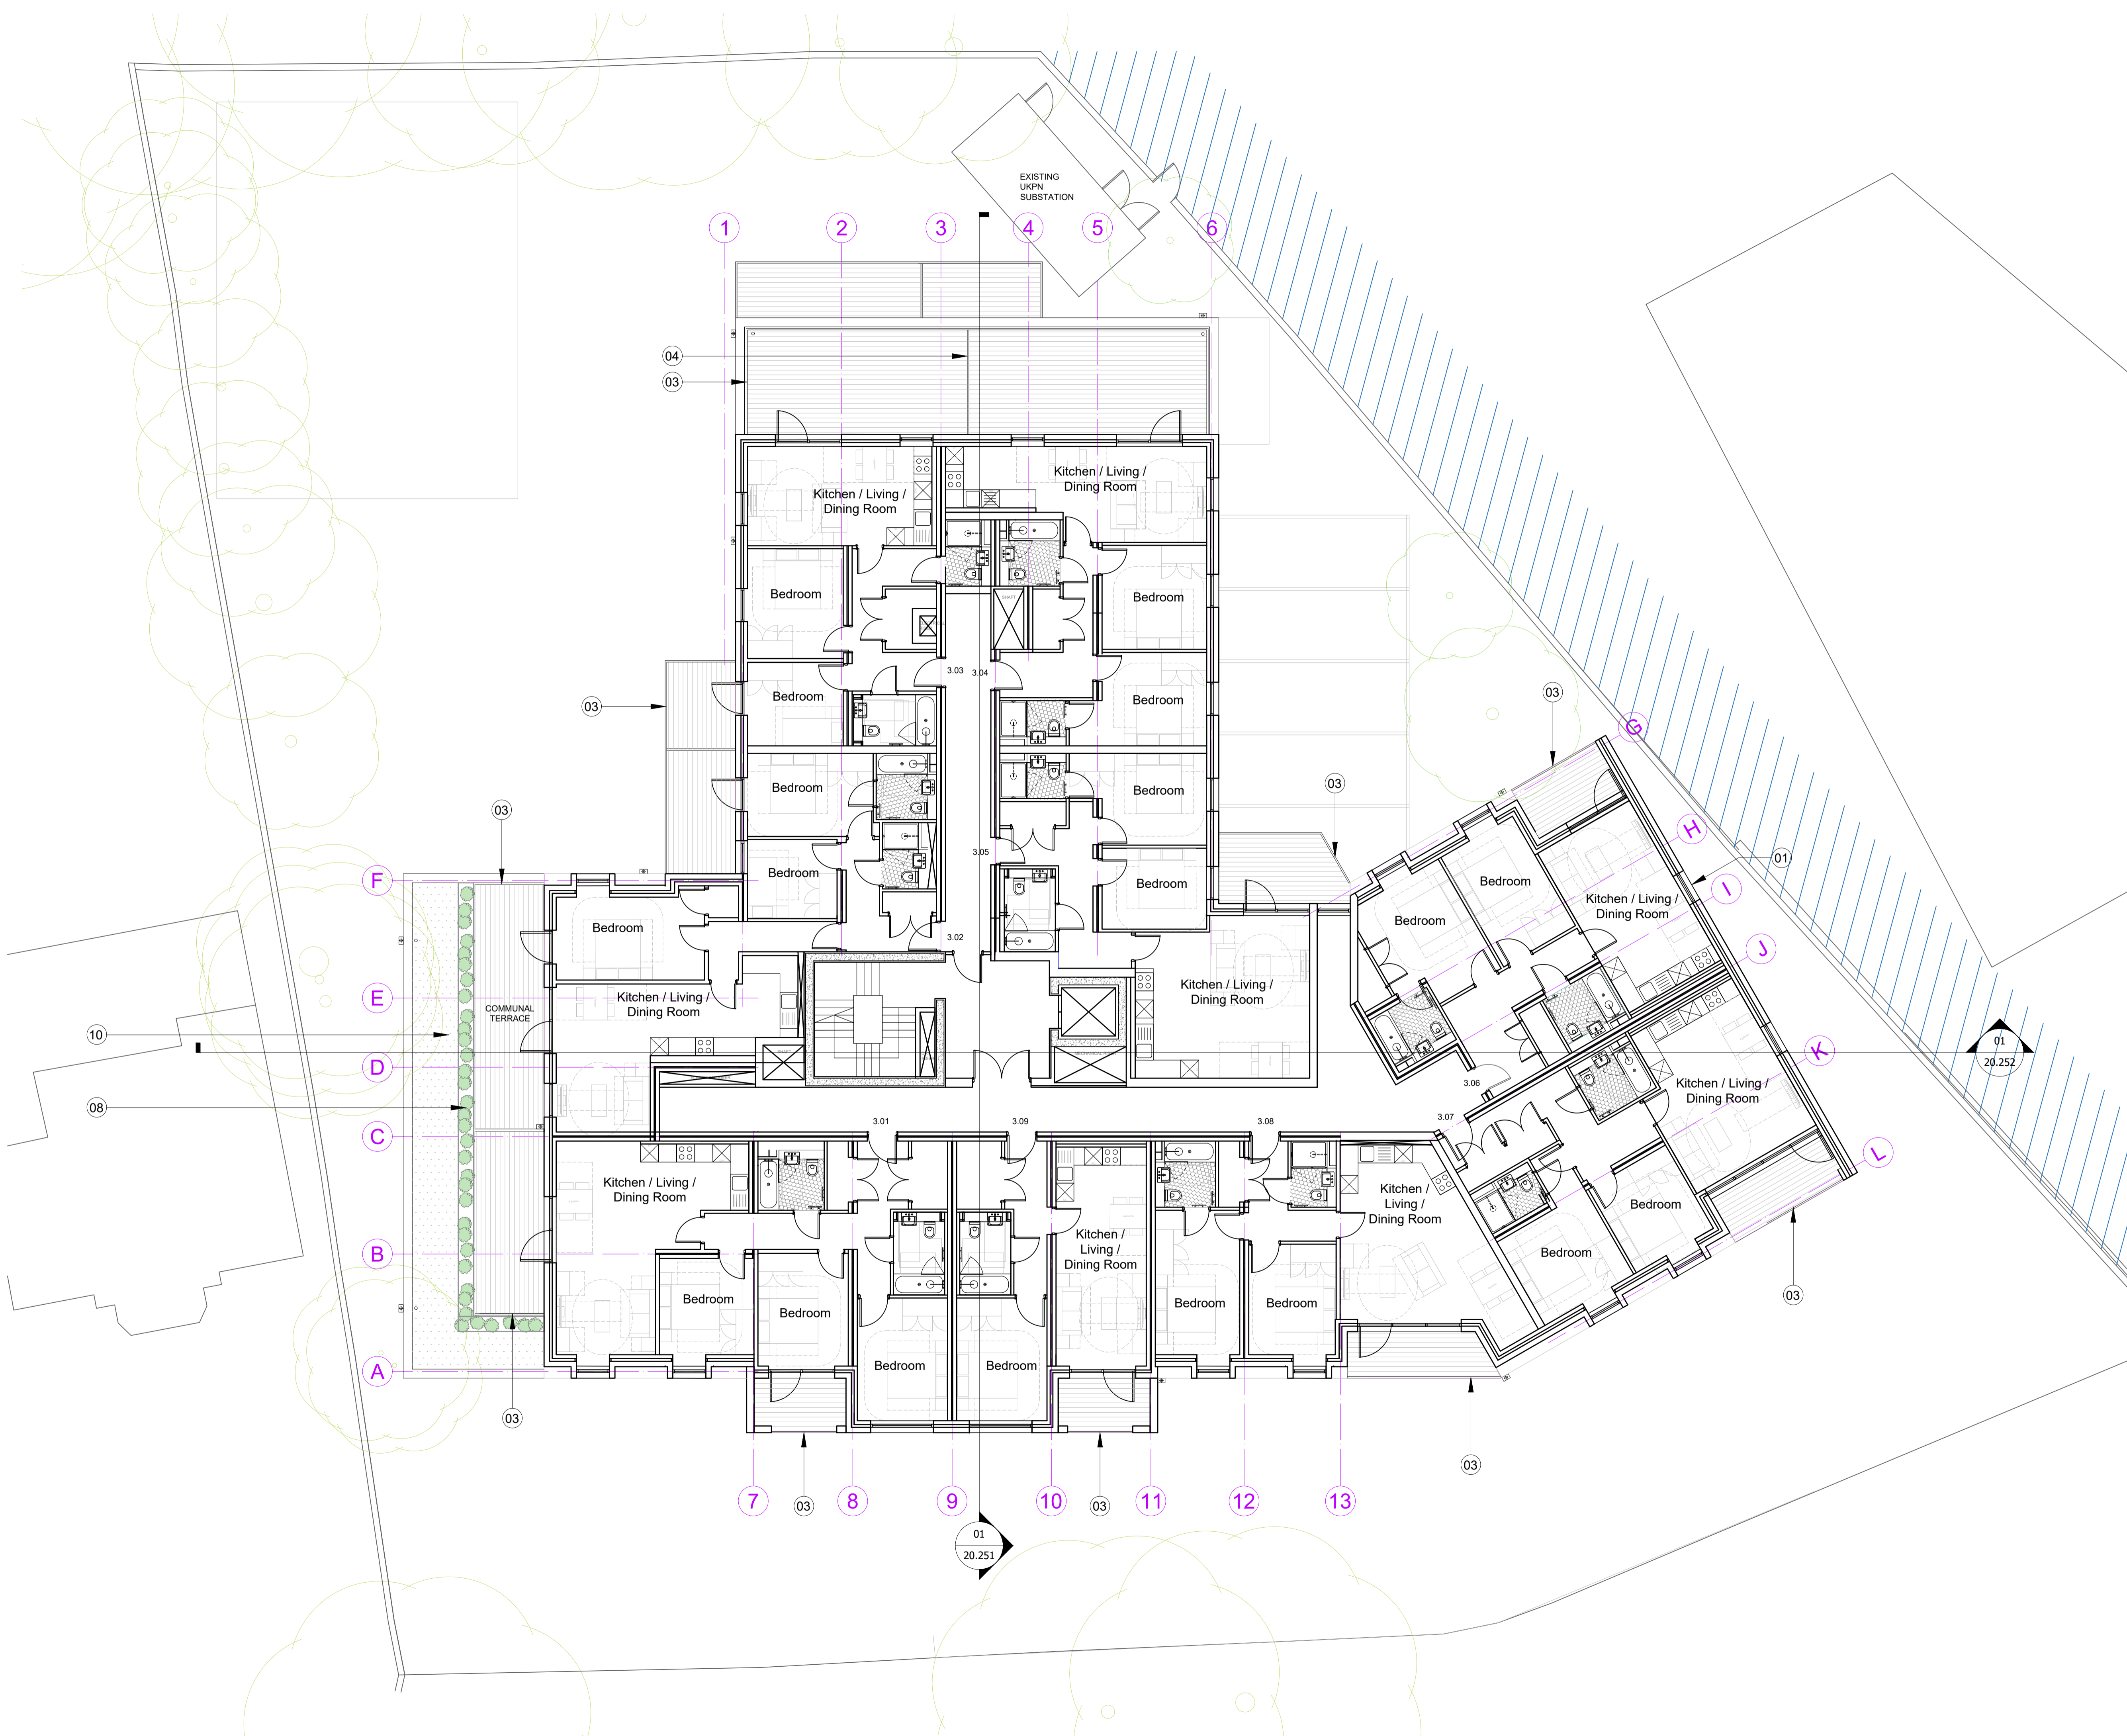 EXISTING
UKPN
SUBSTATION
1
2
3
4
5
6
04
03
Kitchen / Living /
Dining Room
Kitchen / Living /
Dining Room
Bedroom
Bedroom
SHAFT
3.03
3.04
Bedroom
Bedroom
03
03
G
Bedroom
Bedroom
03
03
H
3.05
01
F
Bedroom
Bedroom
Bedroom
I
Kitchen / Living /
Dining Room
Bedroom
Bedroom
3.02
J
E
COMMUNAL
TERRACE
Kitchen / Living /
Dining Room
Kitchen / Living /
Dining Room
10
D
K
01
20.252
08
3.06
Kitchen / Living /
Dining Room
C
3.01
3.09
3.08
3.07
L
Kitchen / Living /
Dining Room
Kitchen /
Living /
Dining Room
Bedroom
B
Kitchen /
Living /
Dining Room
Bedroom
Bedroom
Bedroom
Bedroom
Bedroom
03
A
Bedroom
Bedroom
03
03
7
8
9
10
11
12
13
03
03
01
20.251